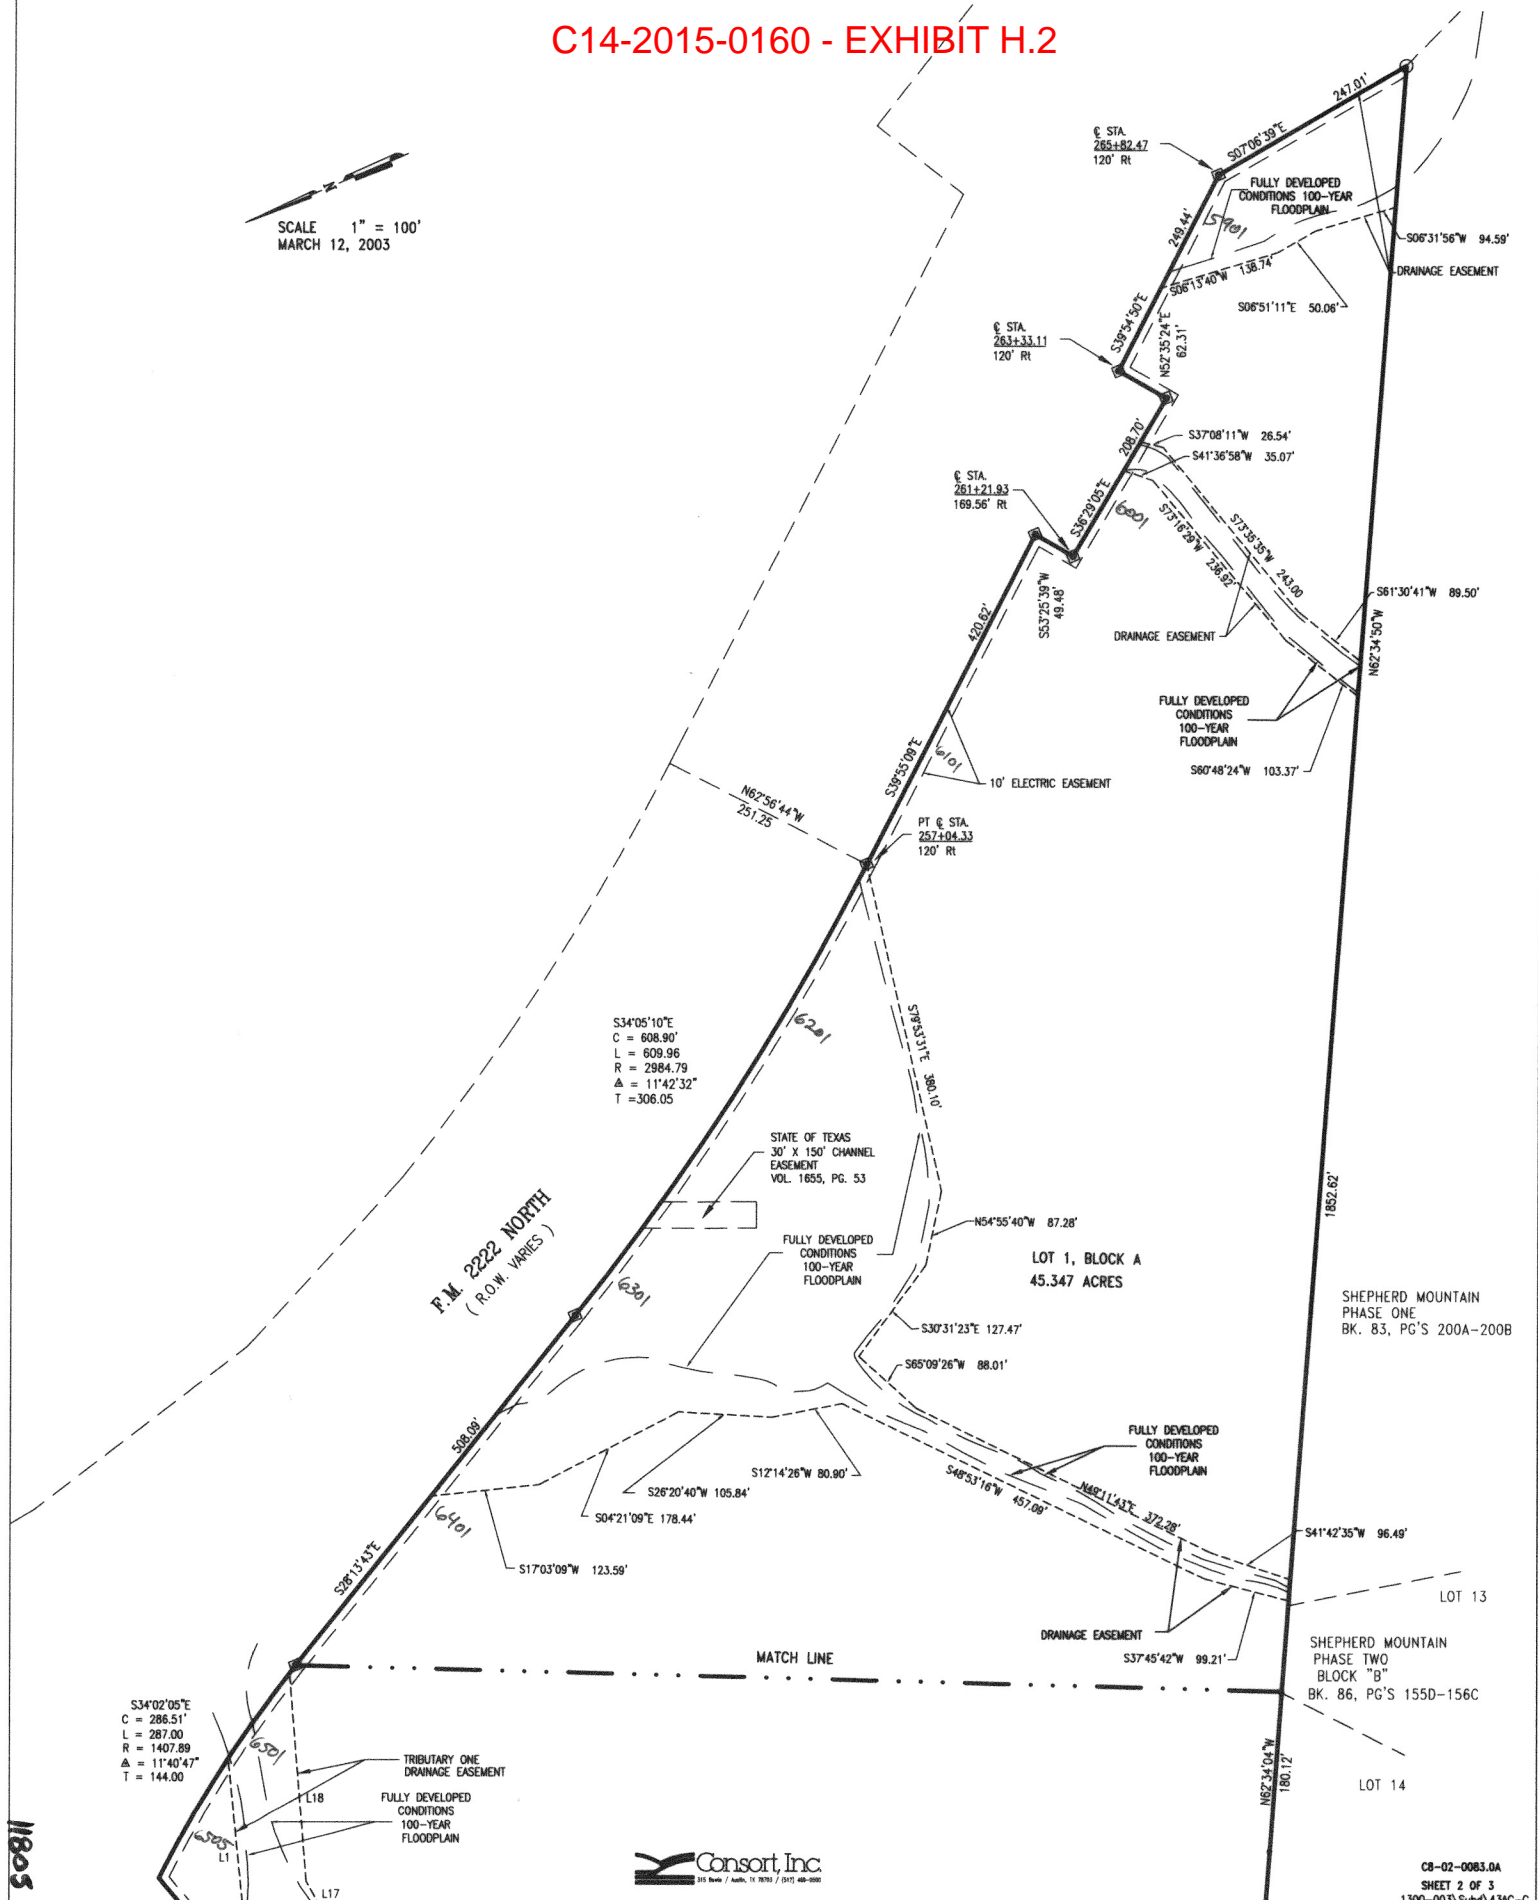 C14-2015-0160 - EXHIBIT H.2
N
SCALE 1" = 100'
MARCH 12, 2003
247.01'
S07°06'39"E
℄ STA.
265+82.47
120' Rt
FULLY DEVELOPED
CONDITIONS 100-YEAR
FLOODPLAIN
5901
249.44'
S06°31'56"W 94.59'
DRAINAGE EASEMENT
S06°13'40"W 138.74'
S06°51'11"E 50.06'
S39°54'50"E
N52°35'24"E
62.31'
℄ STA.
263+33.11
120' Rt
208.70'
S37°08'11"W 26.54'
S41°36'58"W 35.07'
℄ STA.
261+21.93
169.56' Rt
S36°29'05"E
6001
S73°16'29"W 236.92'
S73°35'35"W 243.00
S53°25'39"W
49.48'
S61°30'41"W 89.50'
420.62'
DRAINAGE EASEMENT
N62°34'50"W
FULLY DEVELOPED
CONDITIONS
100-YEAR
FLOODPLAIN
S60°48'24"W 103.37'
S39°55'09"E
6101
10' ELECTRIC EASEMENT
N62°56'44"W
251.25
PT ℄ STA.
257+04.33
120' Rt
S79°53'31"E 380.10'
6201
S34°05'10"E
C = 608.90'
L = 609.96
R = 2984.79
Δ = 11°42'32"
T =306.05
STATE OF TEXAS
30' X 150' CHANNEL
EASEMENT
VOL. 1655, PG. 53
1852.62'
F.M. 2222 NORTH
( R.O.W. VARIES )
N54°55'40"W 87.28'
FULLY DEVELOPED
CONDITIONS
100-YEAR
FLOODPLAIN
LOT 1, BLOCK A
45.347 ACRES
6301
SHEPHERD MOUNTAIN
PHASE ONE
BK. 83, PG'S 200A-200B
S30°31'23"E 127.47'
S65°09'26"W 88.01'
508.09'
FULLY DEVELOPED
CONDITIONS
100-YEAR
FLOODPLAIN
S12°14'26"W 80.90'
S48°53'16"W 457.09'
N49°11'43"E 372.28'
S26°20'40"W 105.84'
S04°21'09"E 178.44'
6401
S41°42'35"W 96.49'
S28°13'43"E
S17°03'09"W 123.59'
LOT 13
DRAINAGE EASEMENT
S37°45'42"W 99.21'
MATCH LINE
SHEPHERD MOUNTAIN
PHASE TWO
BLOCK "B"
BK. 86, PG'S 155D-156C
S34°02'05"E
C = 286.51'
L = 287.00
R = 1407.89
Δ = 11°40'47"
T = 144.00
6501
TRIBUTARY ONE
DRAINAGE EASEMENT
L18
N62°34'04"W
180.12'
LOT 14
FULLY DEVELOPED
CONDITIONS
100-YEAR
FLOODPLAIN
6505
L1
L17
11803
Consort, Inc.
315 Bowie / Austin, TX 78703 / (512) 469-0500
C8-02-0083.0A
SHEET 2 OF 3